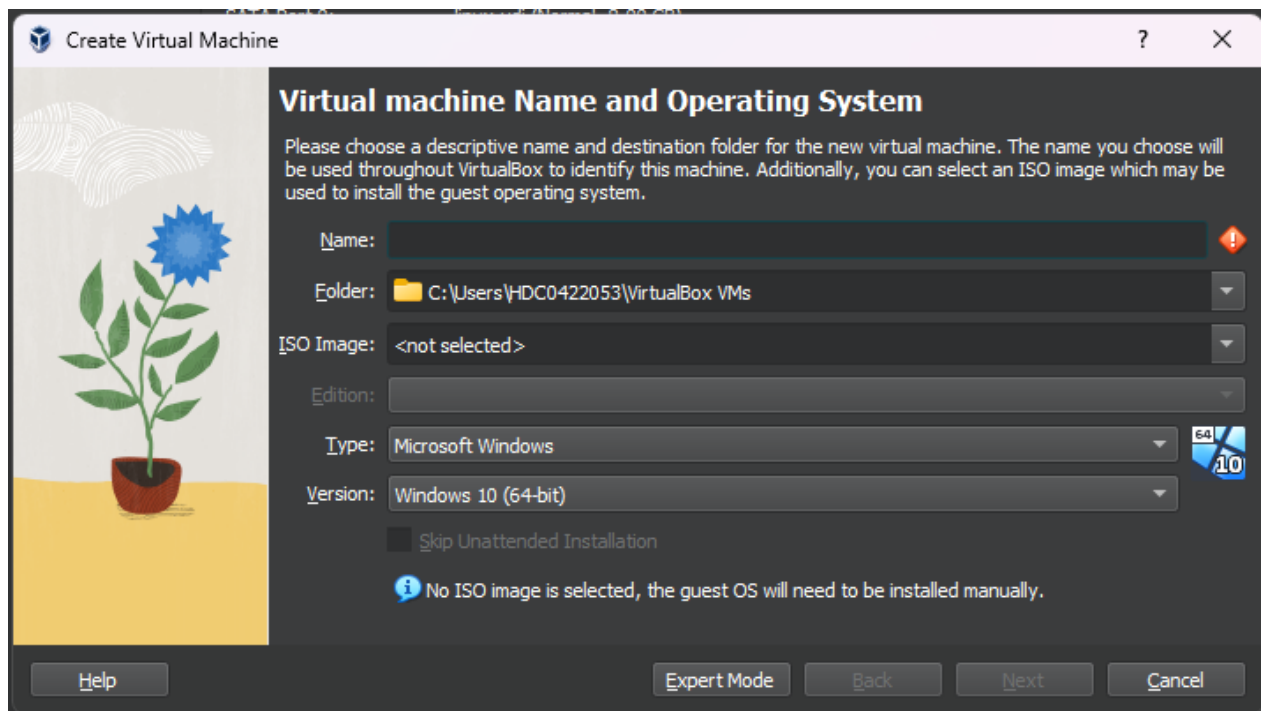 Create Virtual Machine
?
Virtual machine Name and Operating System
Please choose a descriptive name and destination folder for the new virtual machine. The name you choose will
be used throughout VirtualBox to identify this machine. Additionally, you can select an ISO image which may be
used to install the guest operating system.
Name:
Folder: C:\Users\HDC0422053\VirtualBox VMs
ISO Image: <not selected>
Edition:
Type: Microsoft Windows
64
10
Version: Windows 10 (64-bit)
Skip Unattended Installation
No ISO image is selected, the guest OS will need to be installed manually.
Help Expert Mode Back Next Cancel